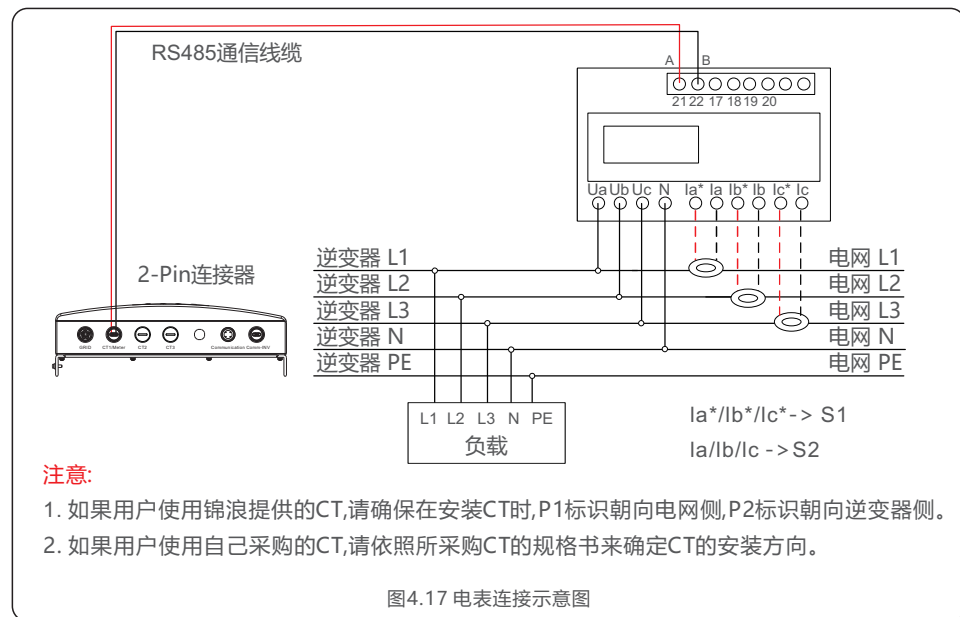 RS485通信线缆
A B
21 22 17 18 19 20
Ua Ub Uc N Ia* Ia Ib* Ib Ic* Ic
2-Pin连接器
逆变器 L1 电网 L1
逆变器 L2 电网 L2
逆变器 L3 电网 L3
逆变器 N 电网 N
逆变器 PE 电网 PE
GRID CT1/Meter CT2 CT3 Communication Comm-INV
L1 L2 L3 N PE
负载
Ia*/Ib*/Ic*-> S1
Ia/Ib/Ic ->S2
注意:
1. 如果用户使用锦浪提供的CT,请确保在安装CT时,P1标识朝向电网侧,P2标识朝向逆变器侧。
2. 如果用户使用自己采购的CT,请依照所采购CT的规格书来确定CT的安装方向。
图4.17 电表连接示意图